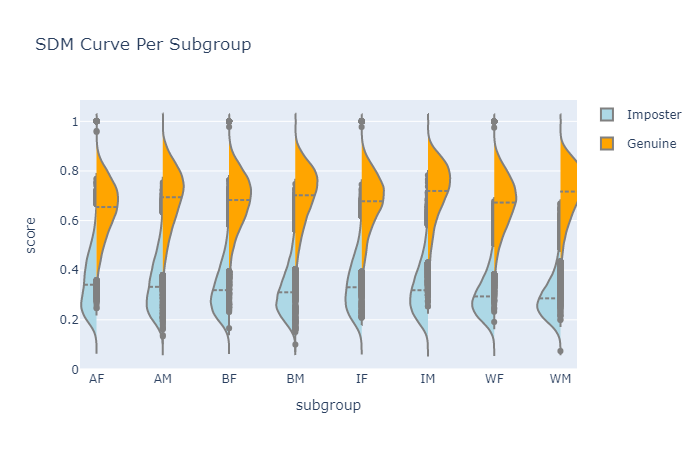 SDM Curve Per Subgroup
Imposter
Genuine
1
0.8
0.6
0.4
0.2
0
score
AF AM BF BM IF IM WF WM
subgroup